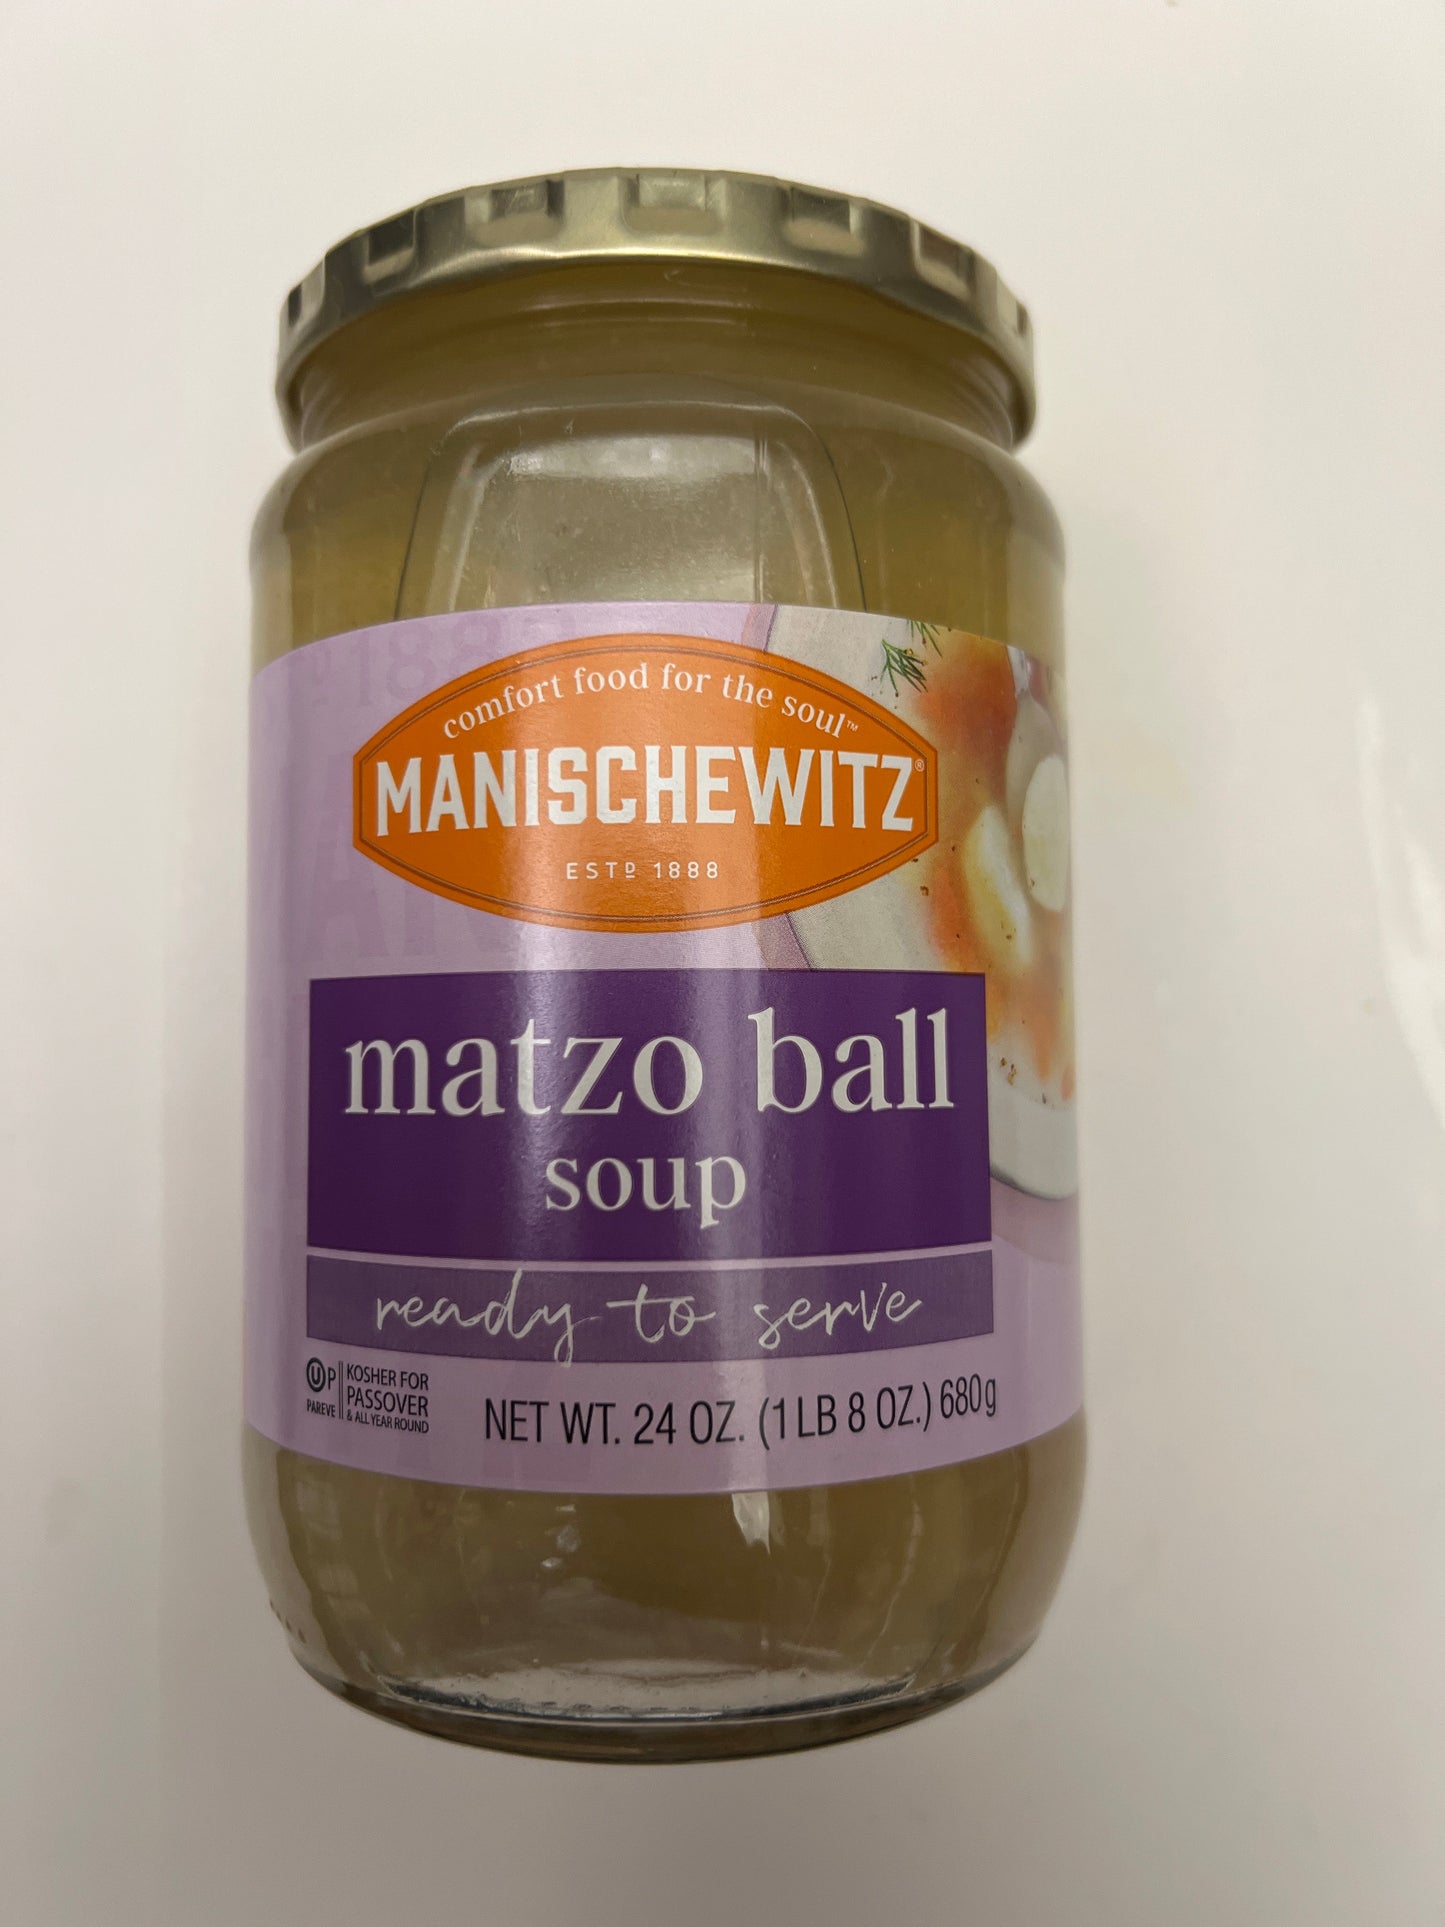 comfort food for the soul™
MANISCHEWITZ®
ESTD 1888
matzo ball
soup
ready to serve
UP
PAREVE
KOSHER FOR
PASSOVER
& ALL YEAR ROUND
NET WT. 24 OZ. (1 LB 8 OZ.) 680g